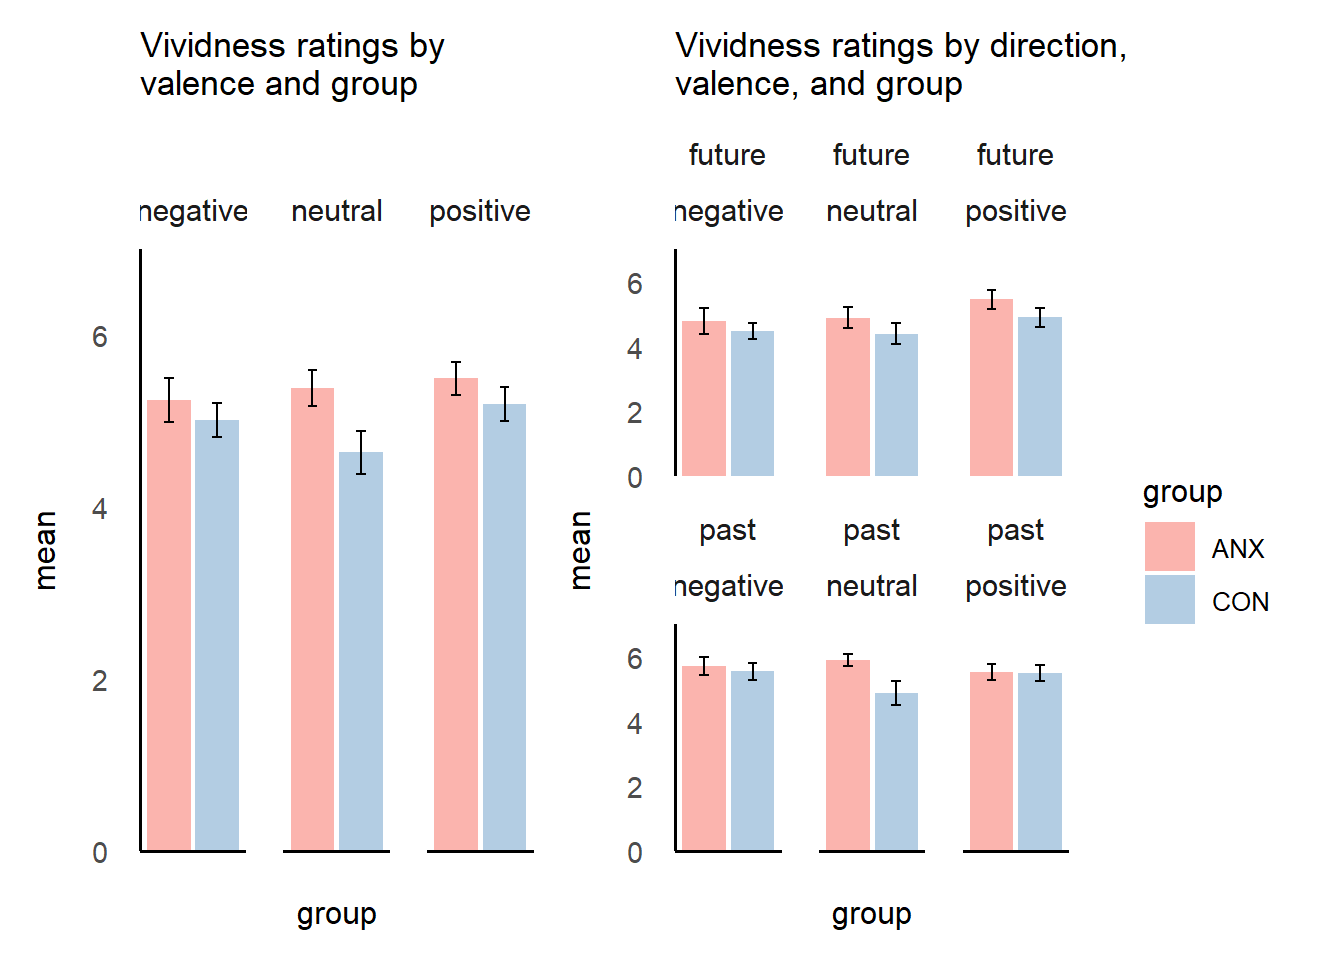 Vividness ratings by
valence and group
negative neutral positive
6
4
2
0
mean
group
Vividness ratings by direction,
valence, and group
future future future
negative neutral positive
6
4
2
0
past past past
negative neutral positive
6
4
2
0
mean
group
group
ANX
CON